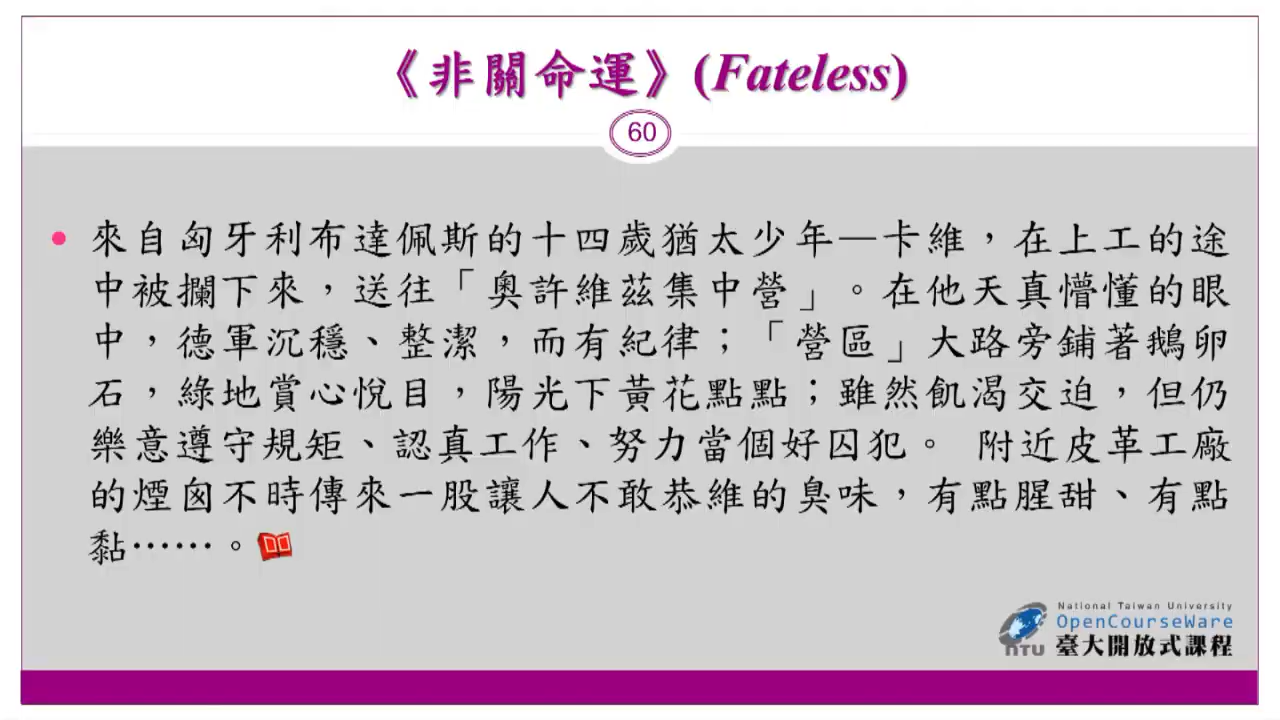 《非關命運》(Fateless)
60
• 來自匈牙利布達佩斯的十四歲猶太少年—卡維，在上工的途
中被攔下來，送往「奧許維茲集中營」。在他天真懵懂的眼
中，德軍沉穩、整潔，而有紀律；「營區」大路旁鋪著鵝卵
石，綠地賞心悅目，陽光下黃花點點；雖然飢渴交迫，但仍
樂意遵守規矩、認真工作、努力當個好囚犯。 附近皮革工廠
的煙囪不時傳來一股讓人不敢恭維的臭味，有點腥甜、有點
黏……。
National Taiwan University
OpenCourseWare
NTU 臺大開放式課程